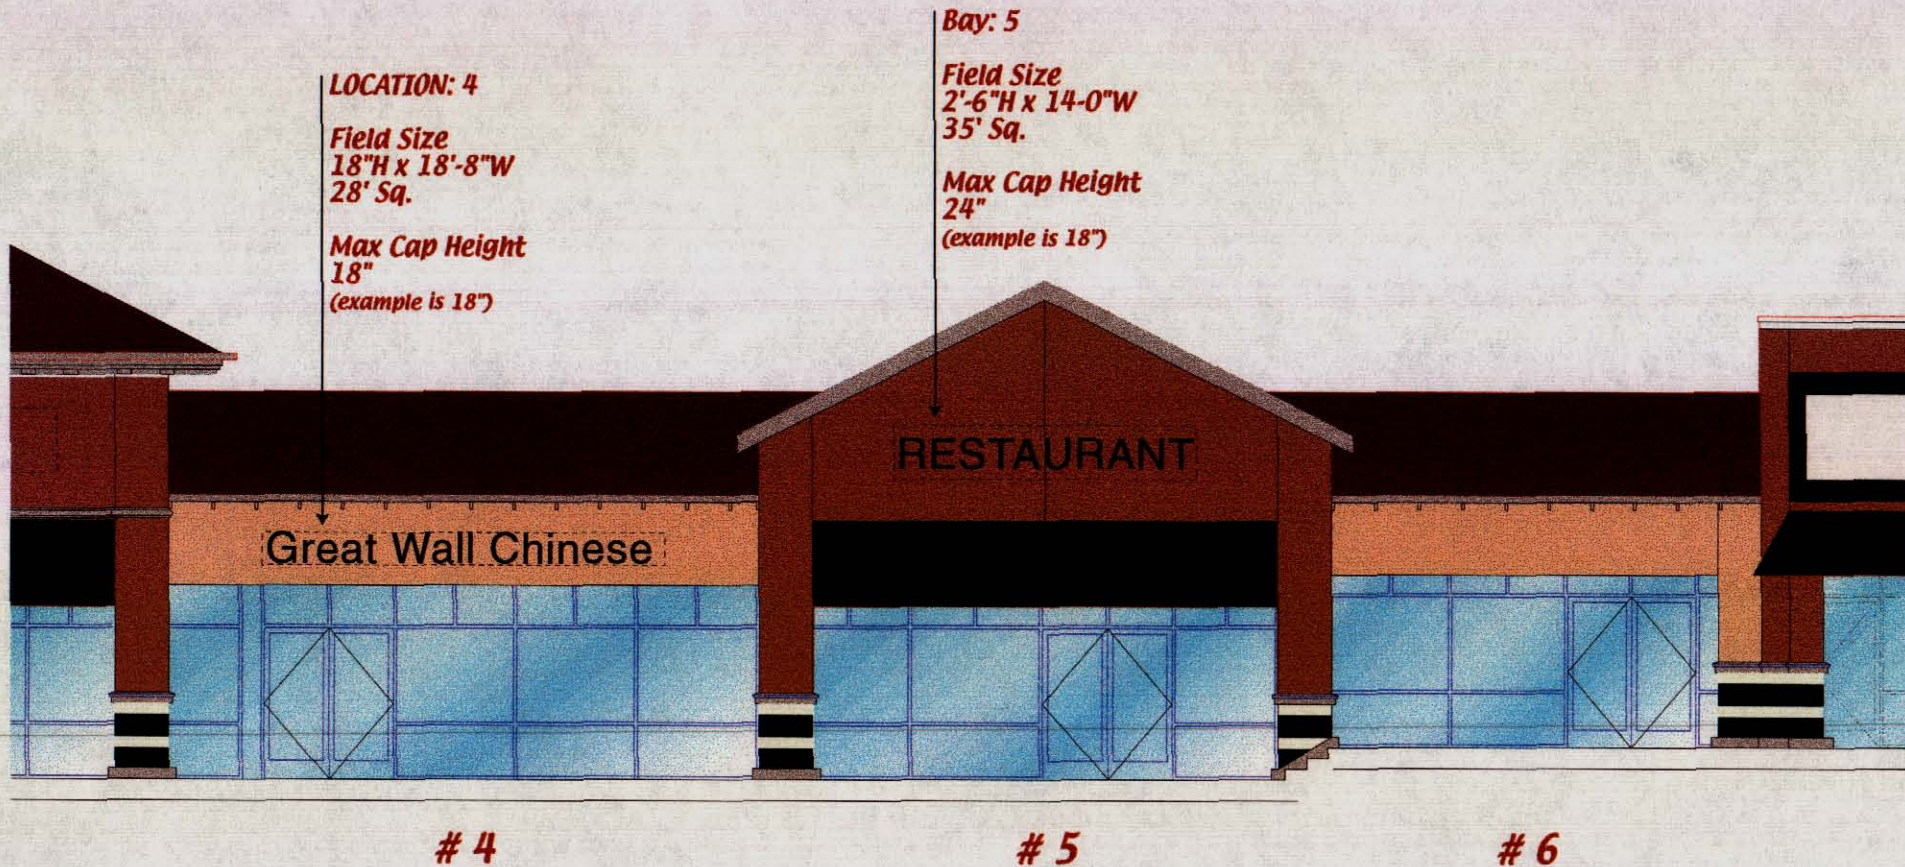 LOCATION: 4
Field Size
18"H x 18'-8"W
28' Sq.
Max Cap Height
18"
(example is 18")
Bay: 5
Field Size
2'-6"H x 14-0"W
35' Sq.
Max Cap Height
24"
(example is 18")
RESTAURANT
Great Wall Chinese
# 4
# 5
# 6